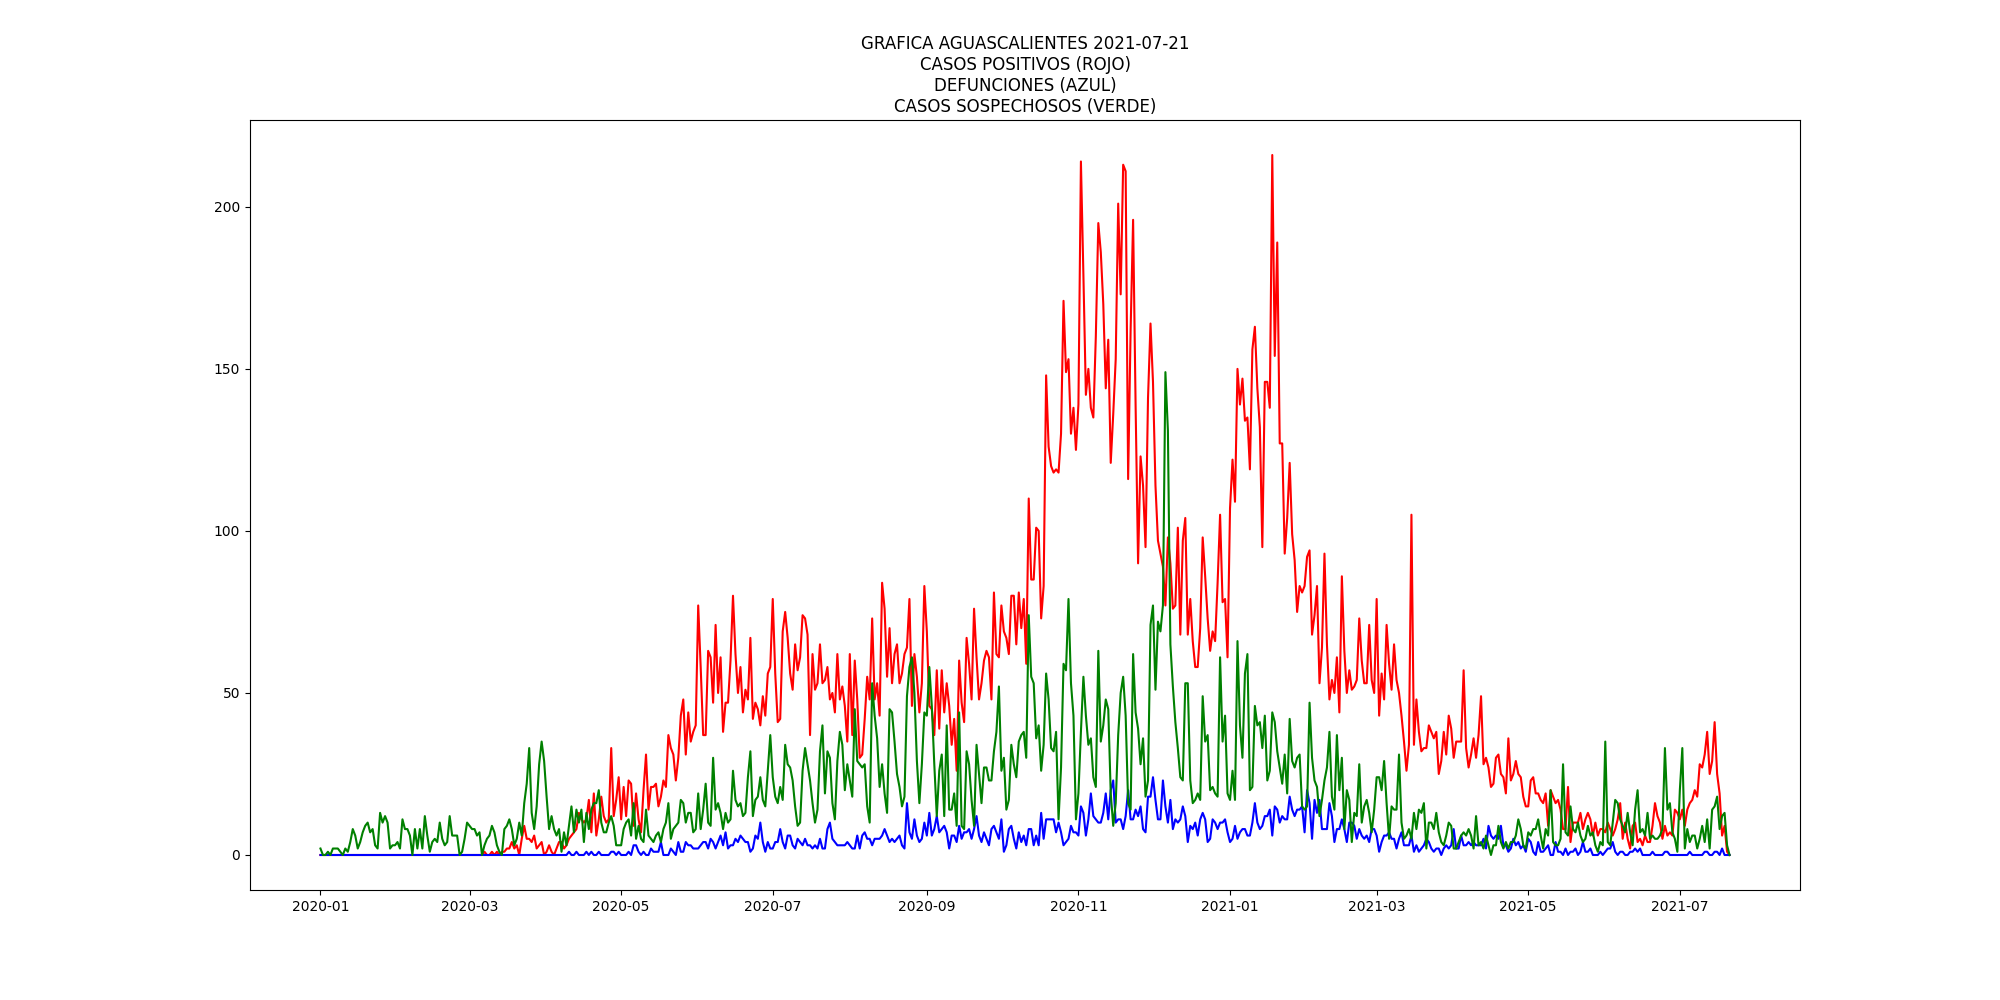 GRAFICA AGUASCALIENTES 2021-07-21
CASOS POSITIVOS (ROJO)
DEFUNCIONES (AZUL)
CASOS SOSPECHOSOS (VERDE)
200
150
100
50
0
2020-01 2020-03 2020-05 2020-07 2020-09 2020-11 2021-01 2021-03 2021-05 2021-07